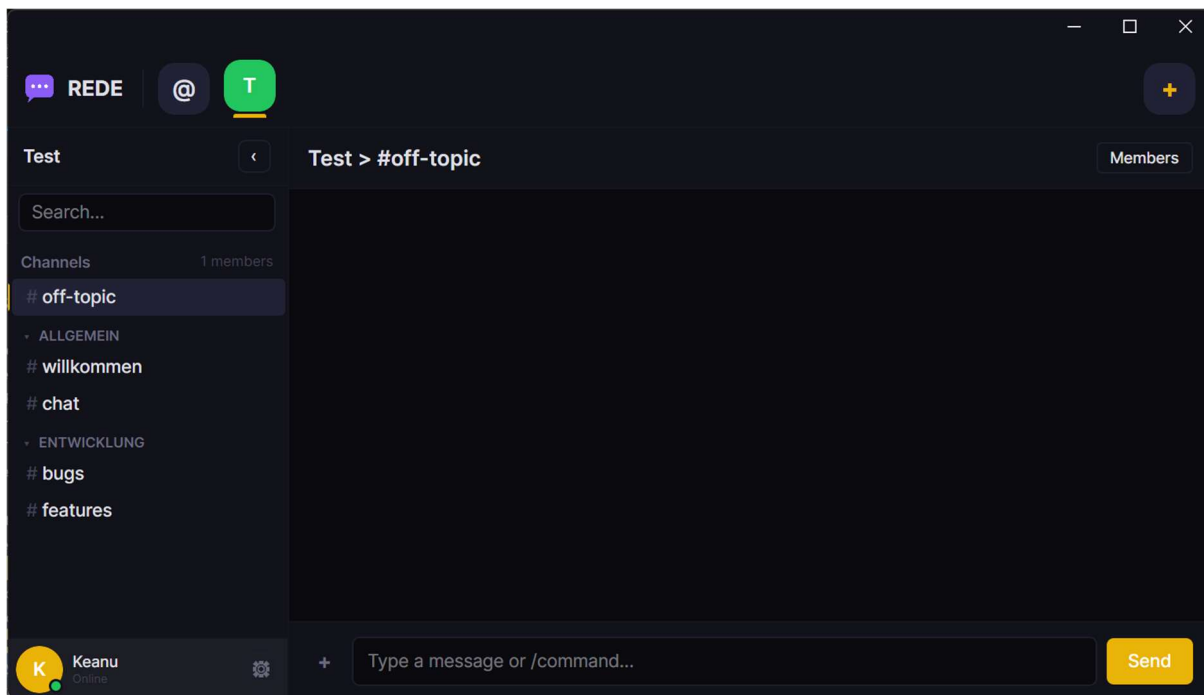 REDE
@
T
+
Test
‹
Test > #off-topic
Members
Search...
Channels
1 members
# off-topic
ALLGEMEIN
# willkommen
# chat
ENTWICKLUNG
# bugs
# features
K
Keanu
Online
+
Type a message or /command...
Send